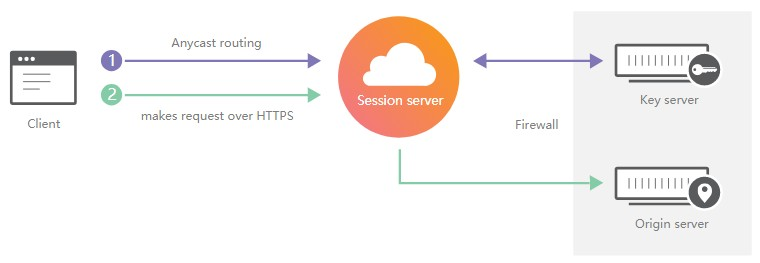 Anycast routing
1
2
makes request over HTTPS
Client
Session server
Firewall
Key server
Origin server